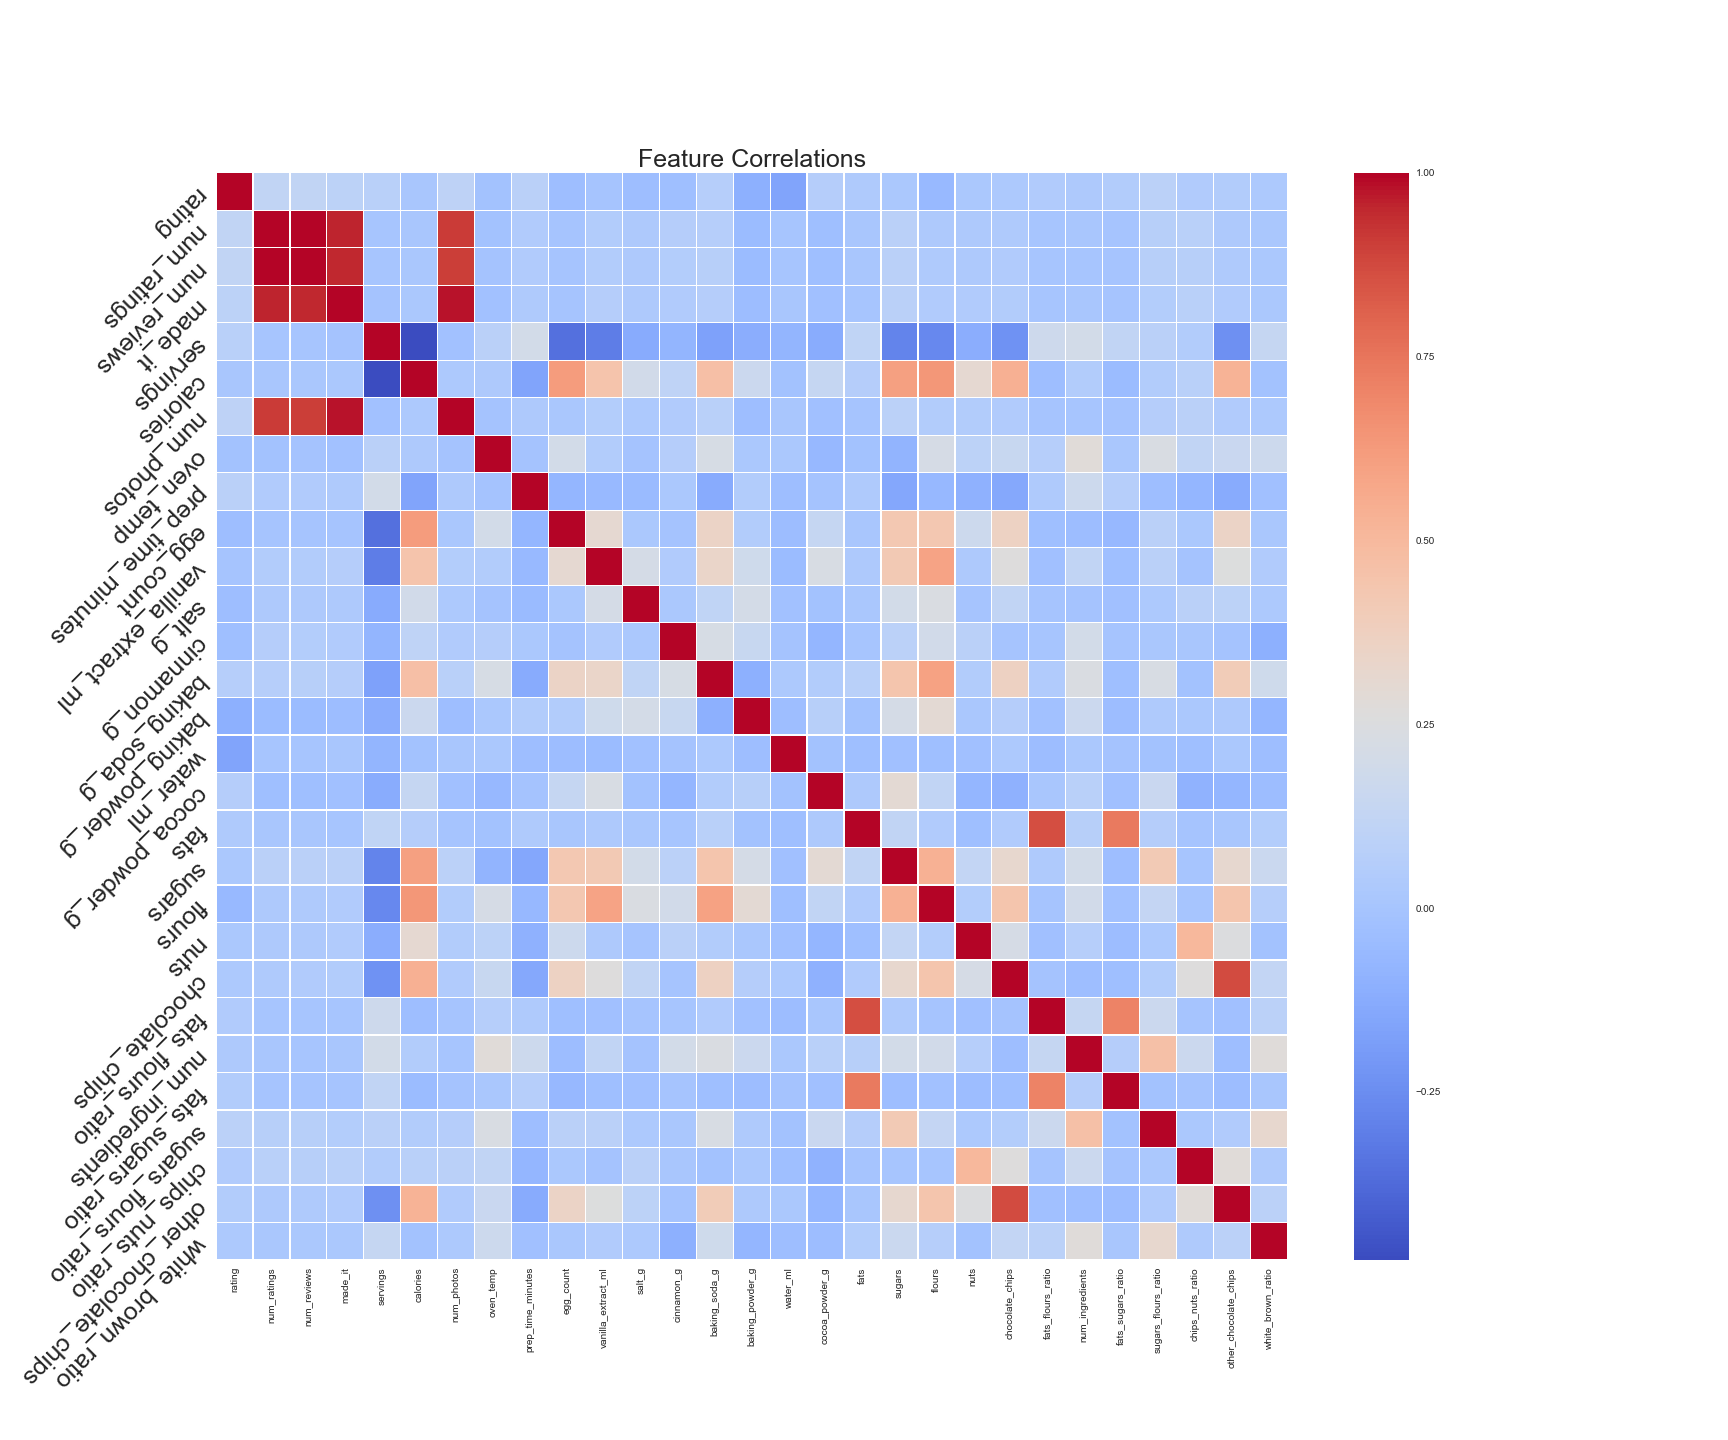 Feature Correlations
rating
num_ratings
num_reviews
made_it
servings
calories
num_photos
oven_temp
prep_time_minutes
egg_count
vanilla_extract_ml
salt_g
cinnamon_g
baking_soda_g
baking_powder_g
water_ml
cocoa_powder_g
fats
sugars
flours
nuts
chocolate_chips
fats_flours_ratio
num_ingredients
fats_sugars_ratio
sugars_flours_ratio
chips_nuts_ratio
other_chocolate_chips
white_brown_ratio
rating
num_ratings
num_reviews
made_it
servings
calories
num_photos
oven_temp
prep_time_minutes
egg_count
vanilla_extract_ml
salt_g
cinnamon_g
baking_soda_g
baking_powder_g
water_ml
cocoa_powder_g
fats
sugars
flours
nuts
chocolate_chips
fats_flours_ratio
num_ingredients
fats_sugars_ratio
sugars_flours_ratio
chips_nuts_ratio
other_chocolate_chips
white_brown_ratio
1.00
0.75
0.50
0.25
0.00
−0.25